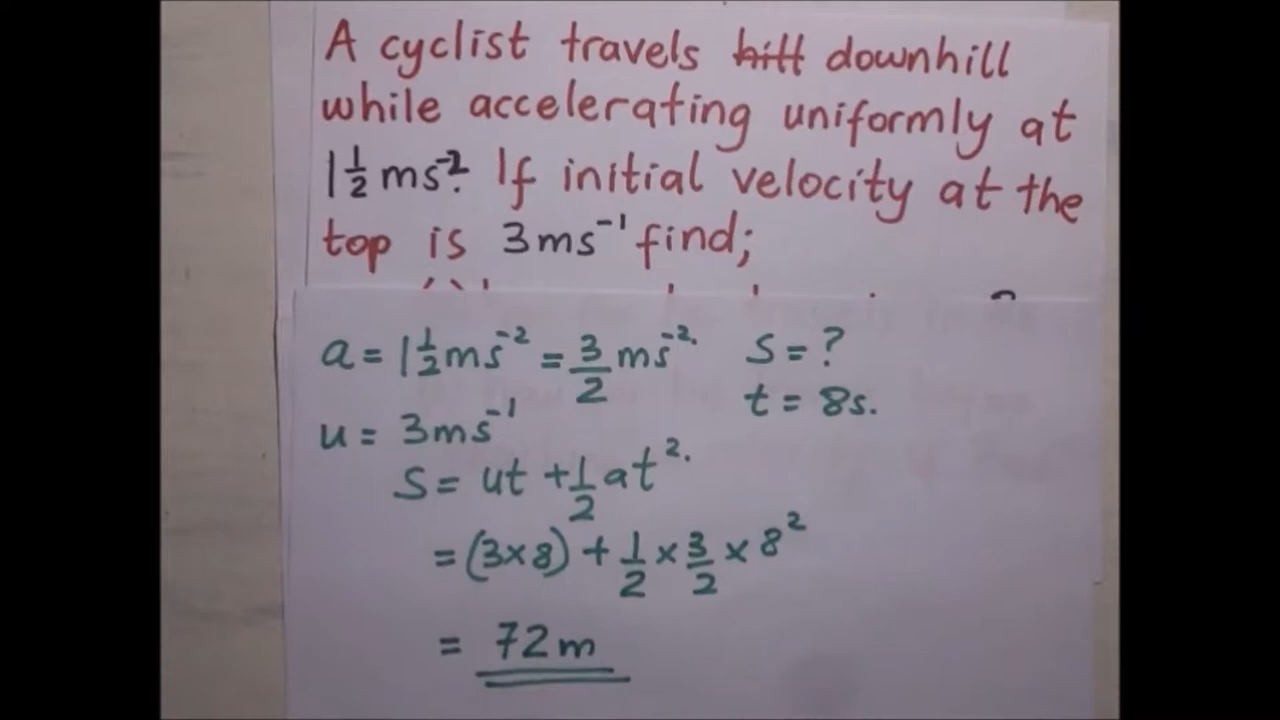 A cyclist travels hill downhill
while accelerating uniformly at
1½ ms⁻². If initial velocity at the
top is 3ms⁻¹ find;
a = 1½ ms⁻² = 3/2 ms⁻². S = ?
t = 8s.
u = 3ms⁻¹
S = ut + 1/2 at².
= (3×8) + 1/2 × 3/2 × 8²
= 72m